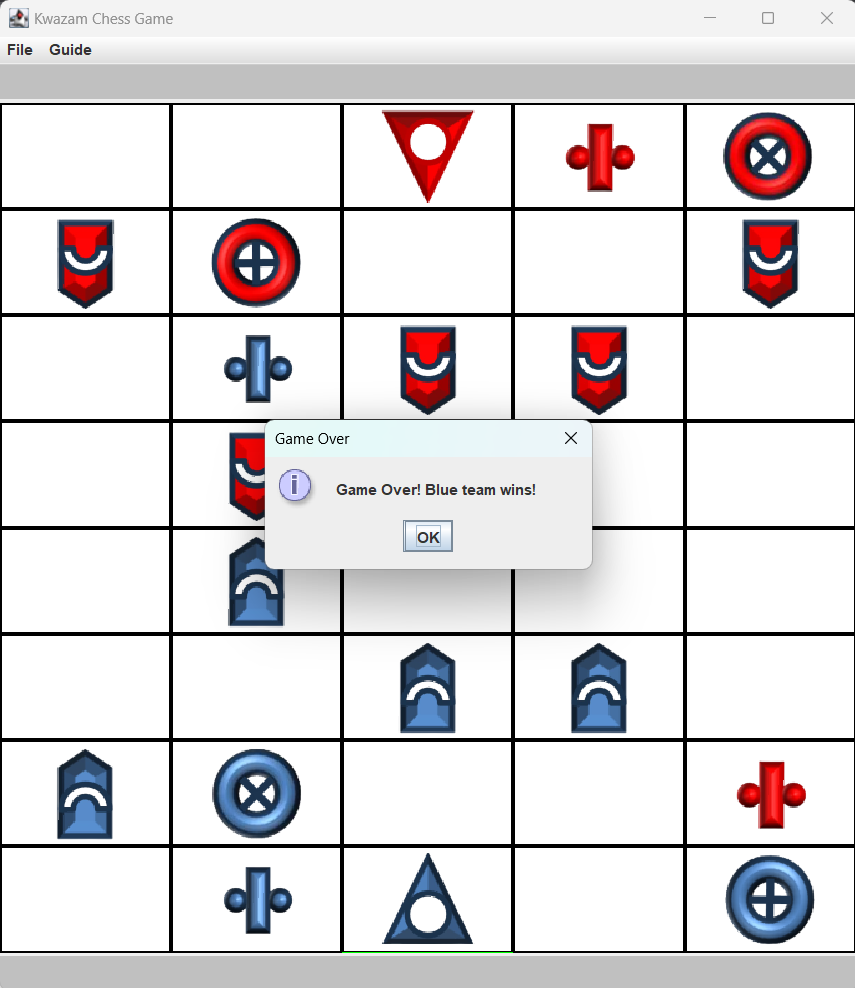 Kwazam Chess Game
File Guide
Game Over
Game Over! Blue team wins!
OK